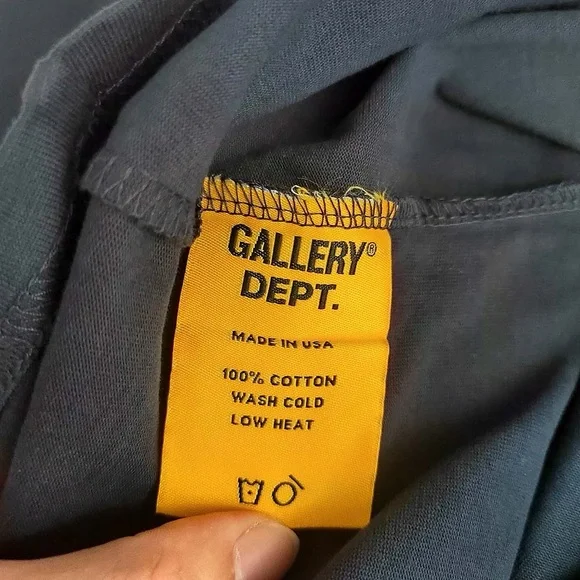 GALLERY®
DEPT.
MADE IN USA
100% COTTON
WASH COLD
LOW HEAT